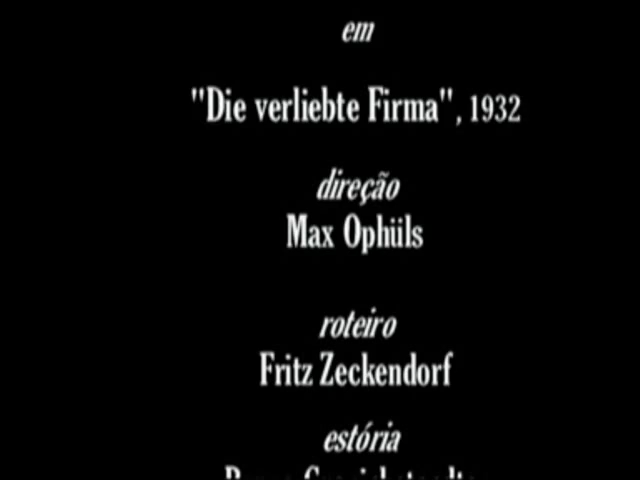 em
"Die verliebte Firma", 1932
direção
Max Ophüls
roteiro
Fritz Zeckendorf
estória